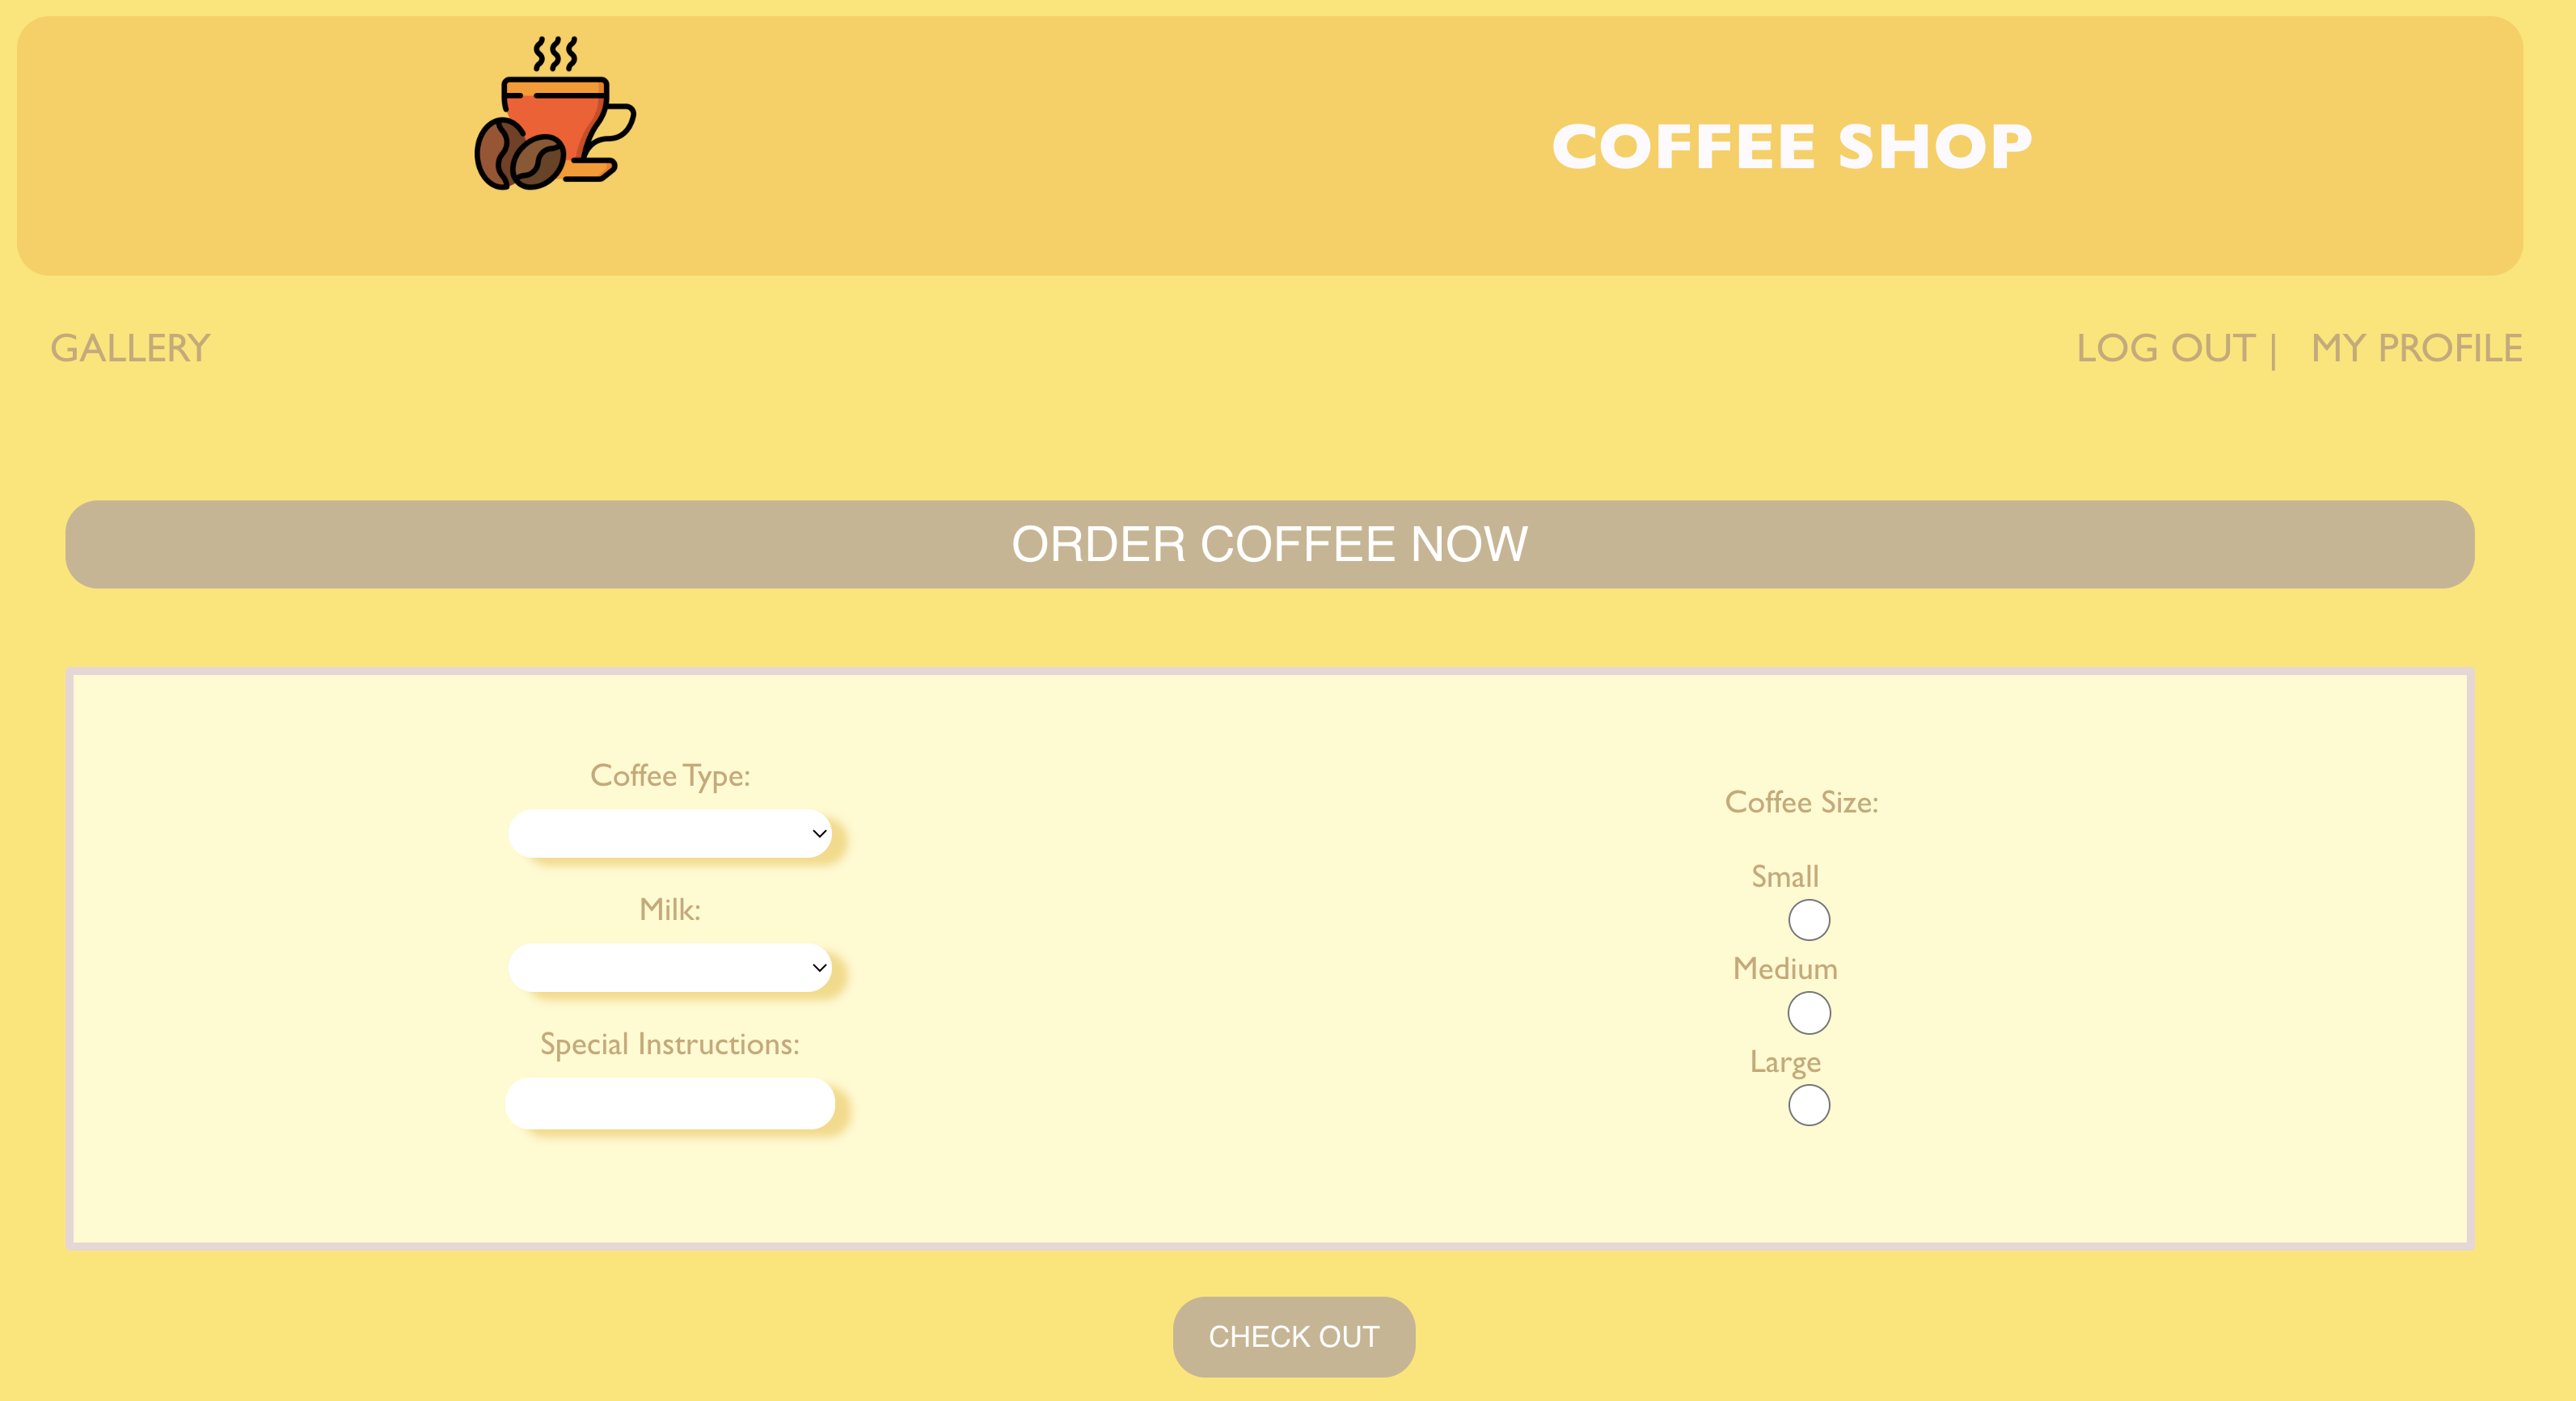 COFFEE SHOP
GALLERY
LOG OUT | MY PROFILE
ORDER COFFEE NOW
Coffee Type:
Milk:
Special Instructions:
Coffee Size:
Small
Medium
Large
CHECK OUT